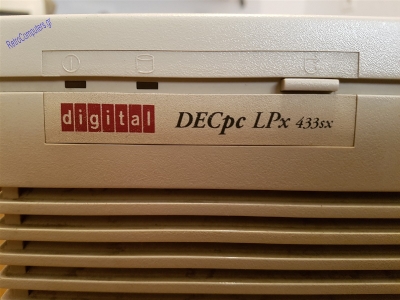 RetroComputers.gr
digital DECpc LPx 433sx